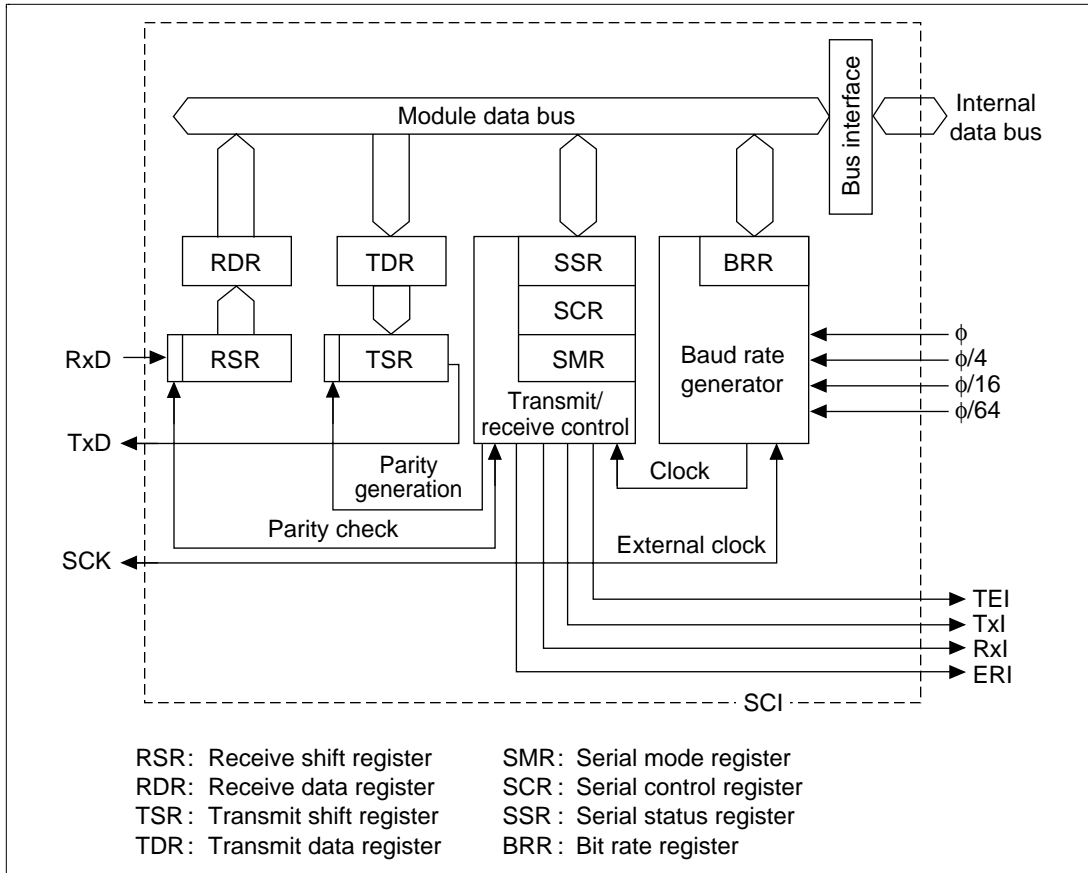 Module data bus
Bus interface
Internal
data bus
RDR
TDR
SSR
BRR
SCR
RxD
RSR
TSR
SMR
Baud rate
generator
ϕ
ϕ/4
ϕ/16
ϕ/64
Transmit/
receive control
TxD
Parity
generation
Clock
Parity check
SCK
External clock
TEI
TxI
RxI
ERI
SCI
RSR: Receive shift register
RDR: Receive data register
TSR: Transmit shift register
TDR: Transmit data register
SMR: Serial mode register
SCR: Serial control register
SSR: Serial status register
BRR: Bit rate register